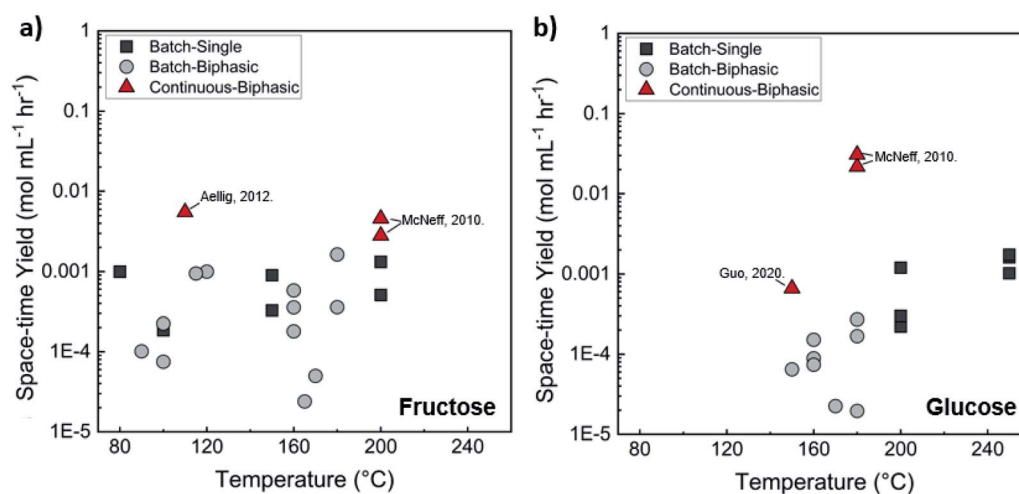 a)
Space-time Yield (mol mL⁻¹ hr⁻¹)
1
0.1
0.01
0.001
1E-4
1E-5
Batch-Single
Batch-Biphasic
Continuous-Biphasic
Aellig, 2012.
McNeff, 2010.
Fructose
80 120 160 200 240
Temperature (°C)
b)
Space-time Yield (mol mL⁻¹ hr⁻¹)
1
0.1
0.01
0.001
1E-4
1E-5
Batch-Single
Batch-Biphasic
Continuous-Biphasic
McNeff, 2010.
Guo, 2020.
Glucose
120 160 200 240
Temperature (°C)